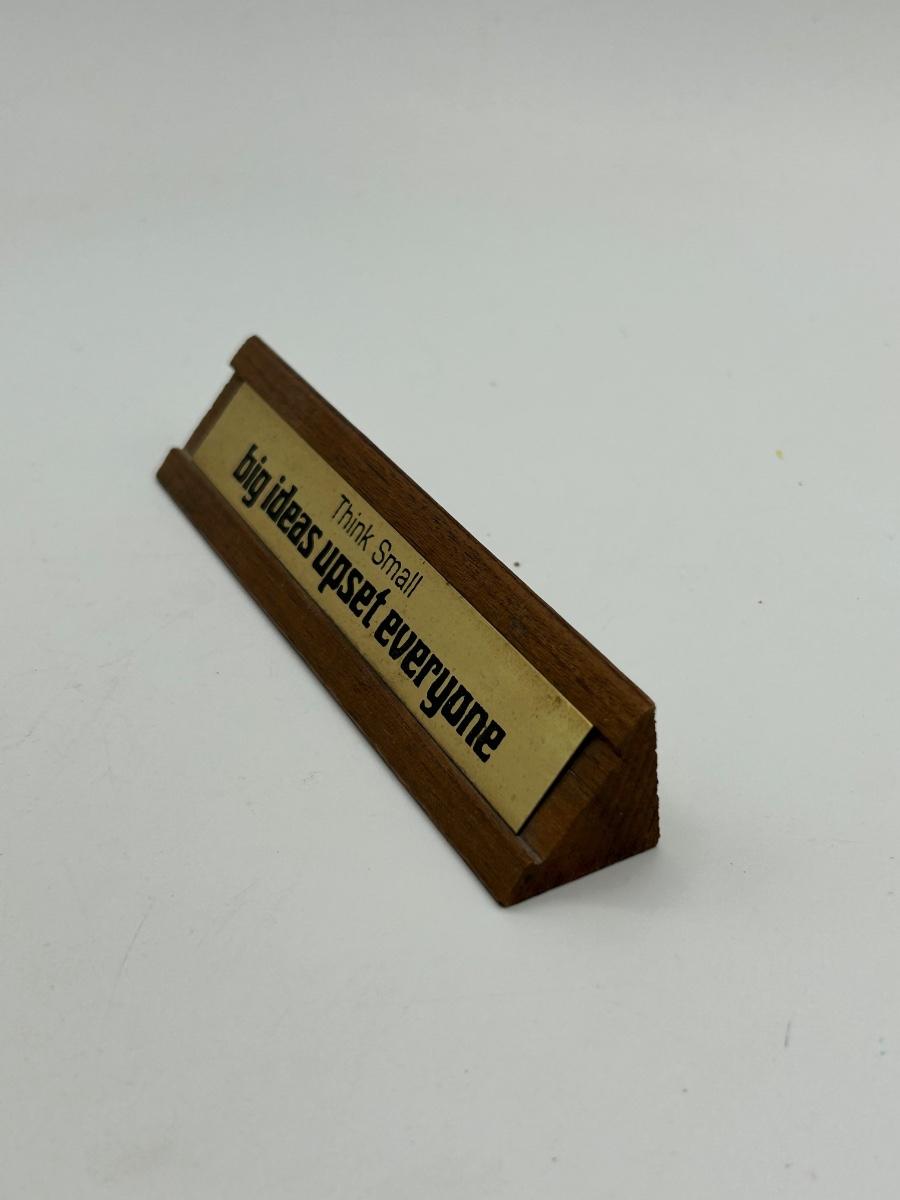 Think Small
big ideas upset everyone